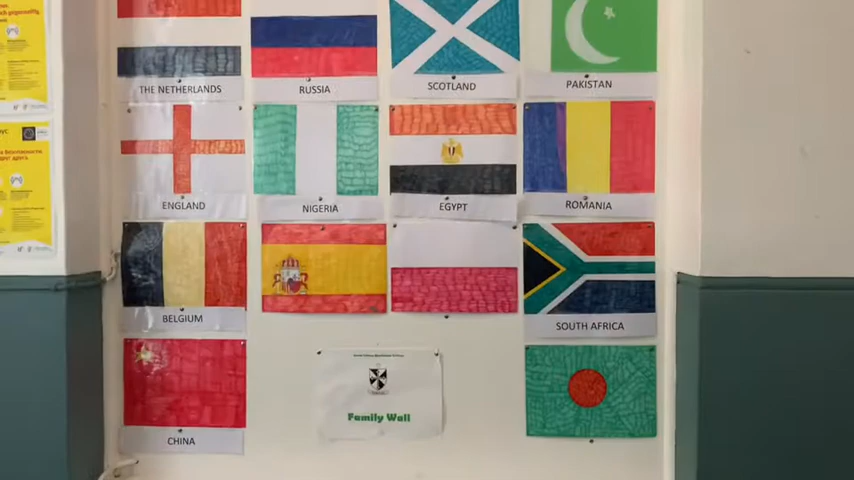 THE NETHERLANDS
RUSSIA
SCOTLAND
PAKISTAN
ENGLAND
NIGERIA
EGYPT
ROMANIA
BELGIUM
SOUTH AFRICA
CHINA
Family Wall